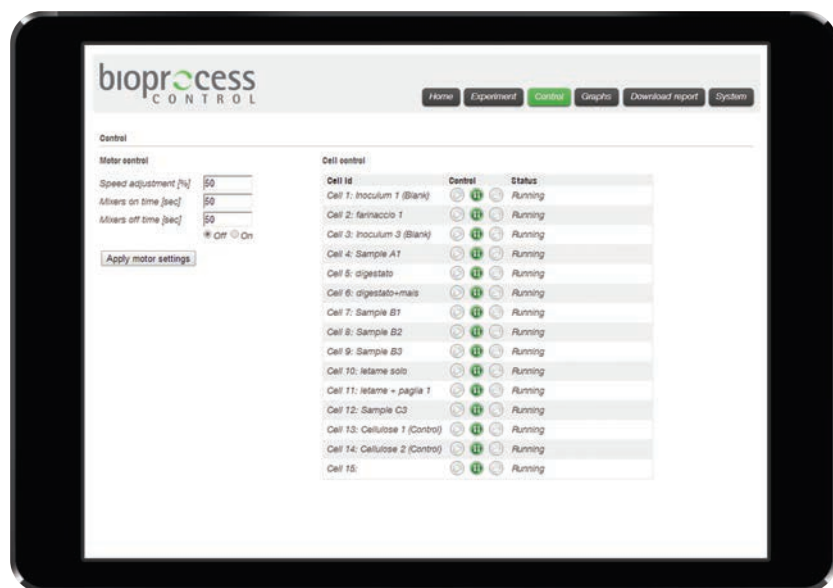 bioprocess
CONTROL
Home Experiment Control Graphs Download report System
Control
Motor control
Speed adjustment [%] 50
Mixers on time [sec] 50
Mixers off time [sec] 50
Off On
Apply motor settings
Cell control
Cell Id Control Status
Cell 1: Inoculum 1 (Blank) Running
Cell 2: farinaccio 1 Running
Cell 3: Inoculum 3 (Blank) Running
Cell 4: Sample A1 Running
Cell 5: digestato Running
Cell 6: digestato+mais Running
Cell 7: Sample B1 Running
Cell 8: Sample B2 Running
Cell 9: Sample B3 Running
Cell 10: letame solo Running
Cell 11: letame + paglia 1 Running
Cell 12: Sample C3 Running
Cell 13: Cellulose 1 (Control) Running
Cell 14: Cellulose 2 (Control) Running
Cell 15: Running